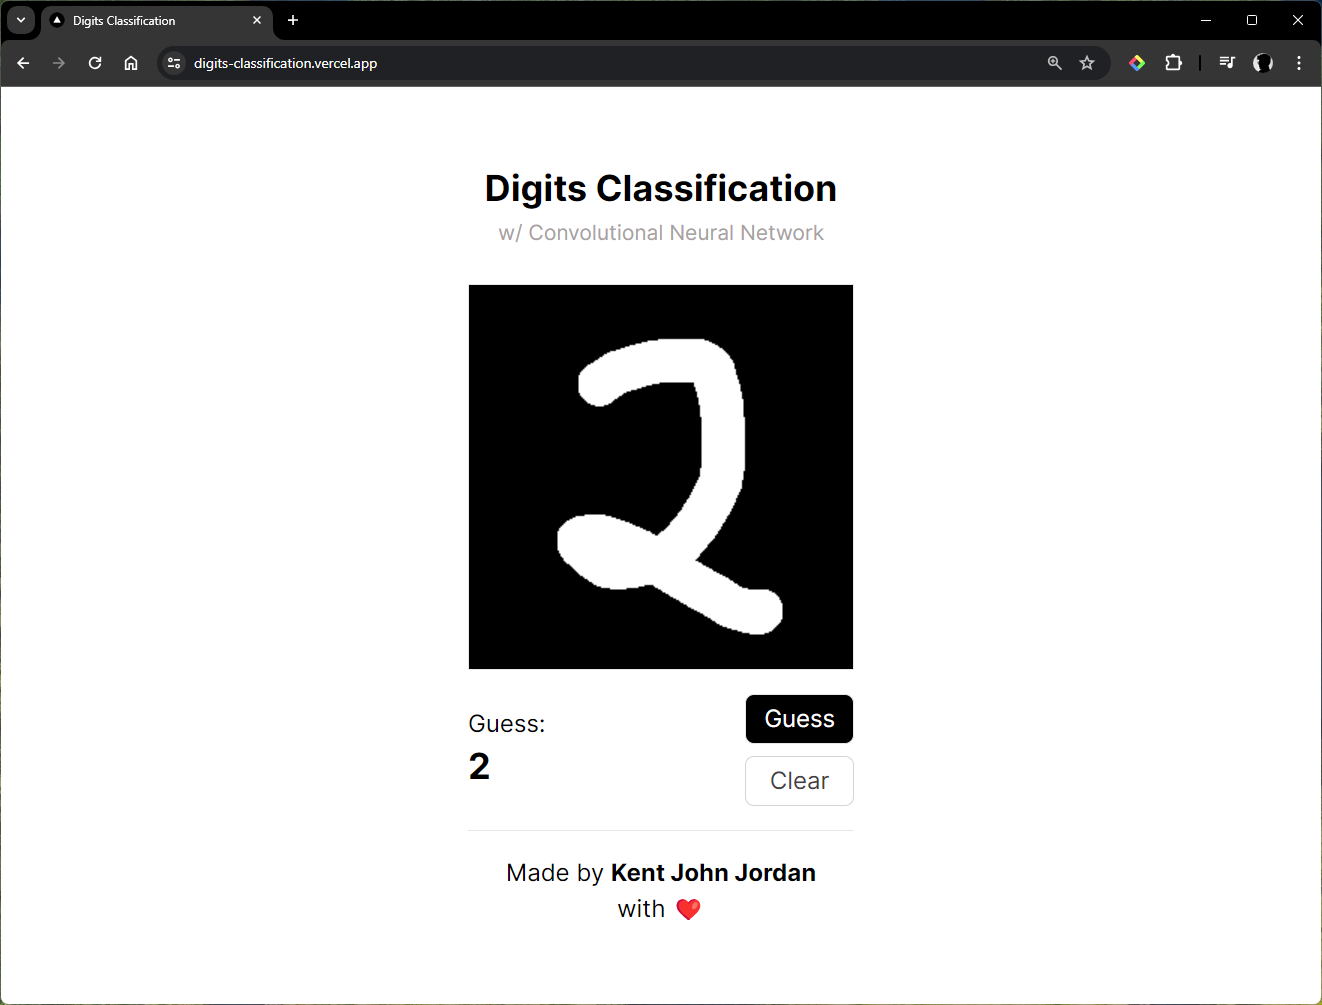 Digits Classification
digits-classification.vercel.app
Digits Classification
w/ Convolutional Neural Network
2
Guess:
Guess
2
Clear
Made by Kent John Jordan
with ❤️